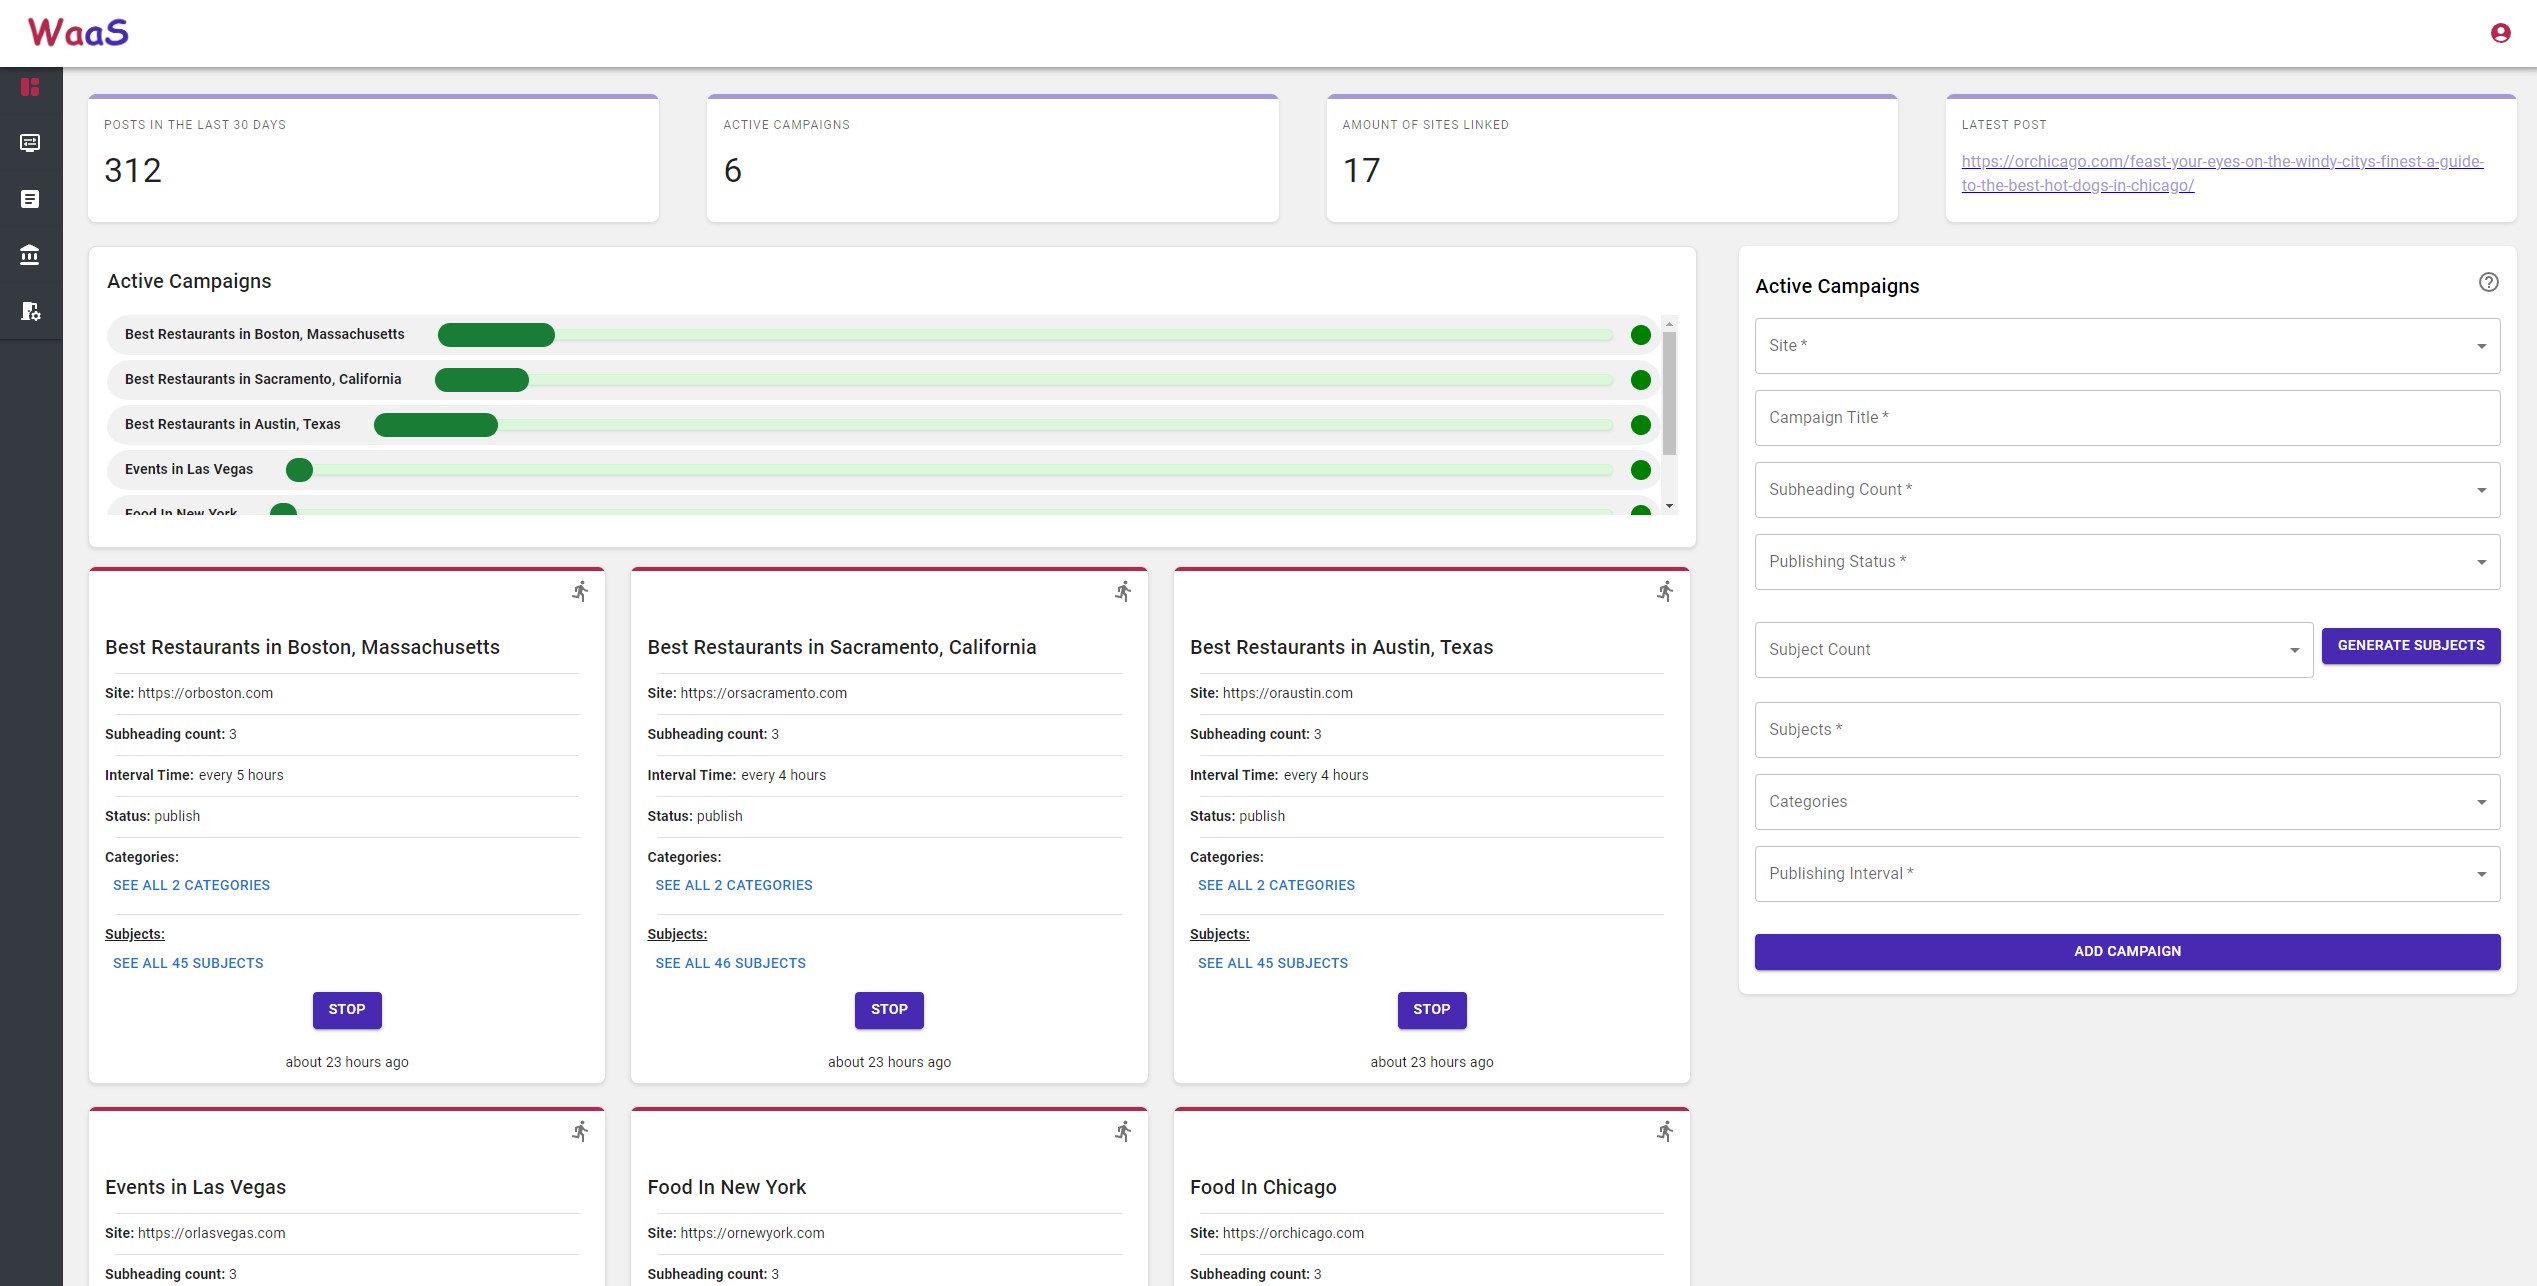 WaaS
POSTS IN THE LAST 30 DAYS
312
ACTIVE CAMPAIGNS
6
AMOUNT OF SITES LINKED
17
LATEST POST
https://orchicago.com/feast-your-eyes-on-the-windy-citys-finest-a-guide-
to-the-best-hot-dogs-in-chicago/
Active Campaigns
Best Restaurants in Boston, Massachusetts
Best Restaurants in Sacramento, California
Best Restaurants in Austin, Texas
Events in Las Vegas
Food In New York
Best Restaurants in Boston, Massachusetts
Site: https://orboston.com
Subheading count: 3
Interval Time: every 5 hours
Status: publish
Categories:
SEE ALL 2 CATEGORIES
Subjects:
SEE ALL 45 SUBJECTS
STOP
about 23 hours ago
Best Restaurants in Sacramento, California
Site: https://orsacramento.com
Subheading count: 3
Interval Time: every 4 hours
Status: publish
Categories:
SEE ALL 2 CATEGORIES
Subjects:
SEE ALL 46 SUBJECTS
STOP
about 23 hours ago
Best Restaurants in Austin, Texas
Site: https://oraustin.com
Subheading count: 3
Interval Time: every 4 hours
Status: publish
Categories:
SEE ALL 2 CATEGORIES
Subjects:
SEE ALL 45 SUBJECTS
STOP
about 23 hours ago
Events in Las Vegas
Site: https://orlasvegas.com
Subheading count: 3
Food In New York
Site: https://ornewyork.com
Subheading count: 3
Food In Chicago
Site: https://orchicago.com
Subheading count: 3
Active Campaigns
Site *
Campaign Title *
Subheading Count *
Publishing Status *
Subject Count
GENERATE SUBJECTS
Subjects *
Categories
Publishing Interval *
ADD CAMPAIGN